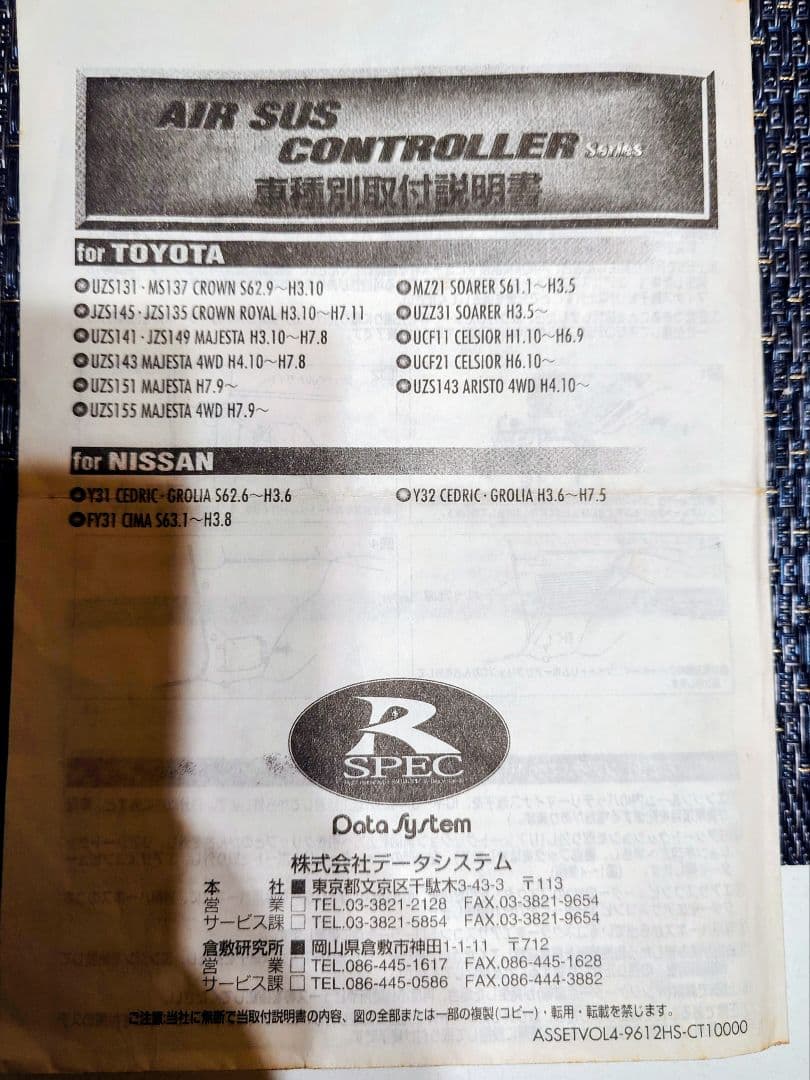 AIR SUS
CONTROLLER Series
車種別取付説明書
for TOYOTA
UZS131・MS137 CROWN S62.9〜H3.10
JZS145・JZS135 CROWN ROYAL H3.10〜H7.11
UZS141・JZS149 MAJESTA H3.10〜H7.8
UZS143 MAJESTA 4WD H4.10〜H7.8
UZS151 MAJESTA H7.9〜
UZS155 MAJESTA 4WD H7.9〜
MZ21 SOARER S61.1〜H3.5
UZZ31 SOARER H3.5〜
UCF11 CELSIOR H1.10〜H6.9
UCF21 CELSIOR H6.10〜
UZS143 ARISTO 4WD H4.10〜
for NISSAN
Y31 CEDRIC・GROLIA S62.6〜H3.6
FY31 CIMA S63.1〜H3.8
Y32 CEDRIC・GROLIA H3.6〜H7.5
R
SPEC
Data System
株式会社データシステム
本社■東京都文京区千駄木3-43-3 〒113
営業□TEL.03-3821-2128 FAX.03-3821-9654
サービス課□TEL.03-3821-5854 FAX.03-3821-9654
倉敷研究所■岡山県倉敷市神田1-1-11 〒712
営業□TEL.086-445-1617 FAX.086-445-1628
サービス課□TEL.086-445-0586 FAX.086-444-3882
ご注意:当社に無断で当取付説明書の内容、図の全部または一部の複製(コピー)・転用・転載を禁じます。
ASSETVOL4-9612HS-CT10000